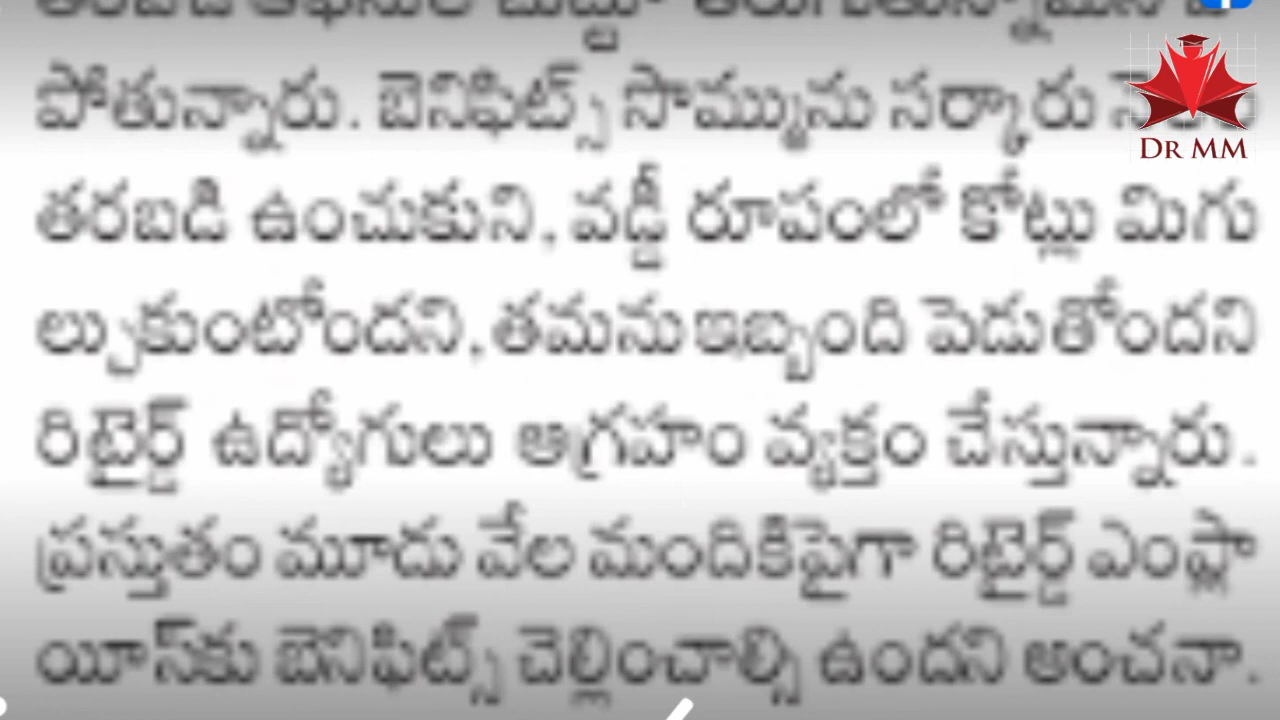 పోతున్నారు. బెనిఫిట్స్ సొమ్మును సర్కారు
DR MM
తరబడి ఉంచుకుని, వడ్డీ రూపంలో కోట్లు మిగు
ల్చుకుంటోందని, తమను ఇబ్బంది పెడుతోందని
రిటైర్డ్ ఉద్యోగులు ఆగ్రహం వ్యక్తం చేస్తున్నారు.
ప్రస్తుతం మూడు వేల మందికిపైగా రిటైర్డ్ ఎంప్లా
యీస్‌కు బెనిఫిట్స్ చెల్లించాల్సి ఉందని అంచనా.